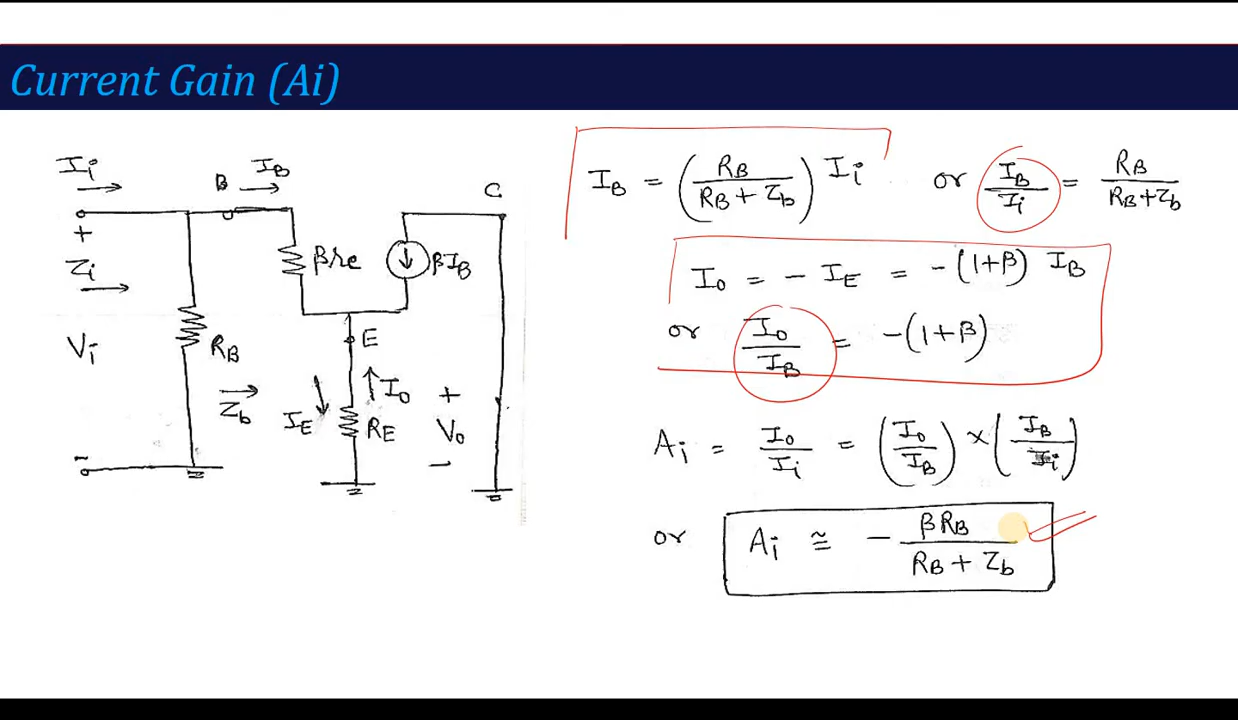 Current Gain (Ai)
Ii
B
IB
C
+
Zi
βre
βIB
Vi
RB
E
Zb
IE
Io
RE
+
Vo
-
-
IB = (RB / (RB + Zb)) Ii or IB / Ii = RB / (RB + Zb)
Io = - IE = -(1+β) IB
or Io / IB = -(1+β)
Ai = Io / Ii = (Io / IB) × (IB / Ii)
or Ai ≅ - βRB / (RB + Zb)